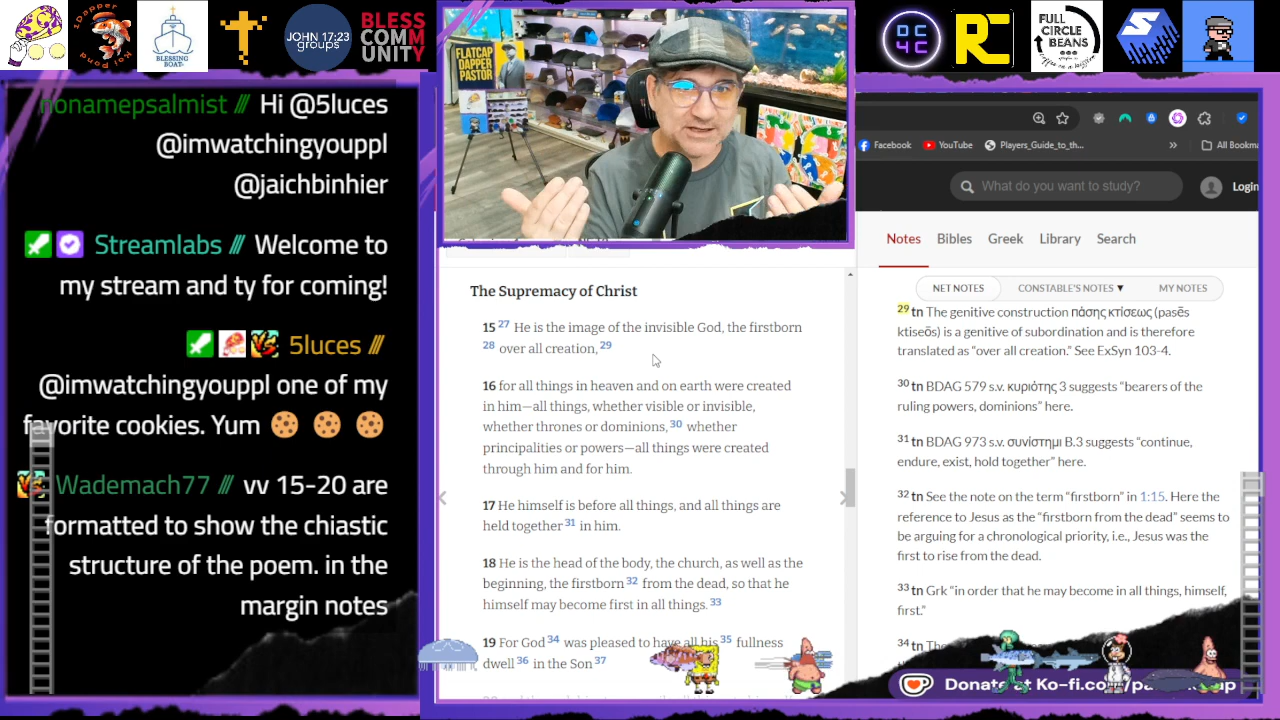 1Dapper
Koi Pond
BLESSING BOAT
JOHN 17:23
groups
BLESS
COMM
UNITY
FLATCAP
DAPPER
PASTOR
OC
4C
RC
FULL
CIRCLE
BEANS
nonamepsalmist /// Hi @5luces
@imwatchingyouppl
@jaichbinhier
Streamlabs /// Welcome to
my stream and ty for coming!
5luces ///
@imwatchingyouppl one of my
favorite cookies. Yum
Wademach77 /// vv 15-20 are
formatted to show the chiastic
structure of the poem. in the
margin notes
The Supremacy of Christ
15 27 He is the image of the invisible God, the firstborn
28 over all creation, 29
16 for all things in heaven and on earth were created
in him—all things, whether visible or invisible,
whether thrones or dominions, 30 whether
principalities or powers—all things were created
through him and for him.
17 He himself is before all things, and all things are
held together 31 in him.
18 He is the head of the body, the church, as well as the
beginning, the firstborn 32 from the dead, so that he
himself may become first in all things. 33
19 For God 34 was pleased to have all his 35 fullness
dwell 36 in the Son 37
Facebook YouTube Players_Guide_to_th... » All Bookma
What do you want to study? Login
Notes Bibles Greek Library Search
NET NOTES CONSTABLE'S NOTES ▼ MY NOTES
29 tn The genitive construction πάσης κτίσεως (pasēs
ktiseōs) is a genitive of subordination and is therefore
translated as “over all creation.” See ExSyn 103-4.
30 tn BDAG 579 s.v. κυριότης 3 suggests “bearers of the
ruling powers, dominions” here.
31 tn BDAG 973 s.v. συνίστημι B.3 suggests “continue,
endure, exist, hold together” here.
32 tn See the note on the term “firstborn” in 1:15. Here the
reference to Jesus as the “firstborn from the dead” seems to
be arguing for a chronological priority, i.e., Jesus was the
first to rise from the dead.
33 tn Grk “in order that he may become in all things, himself,
first.”
34 tn The
Donate at Ko-fi.com